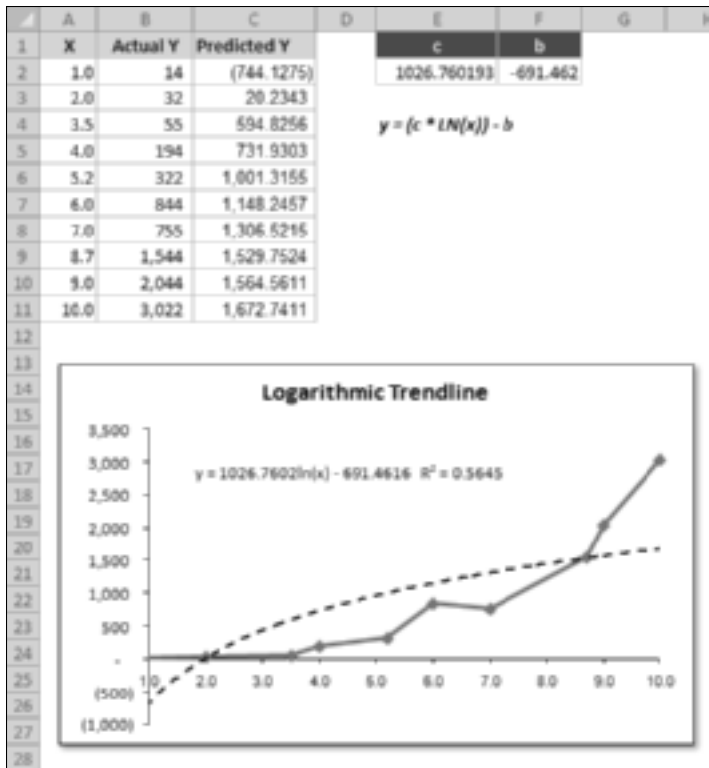 A B C D E F G H
1 X Actual Y Predicted Y c b
2 1.0 14 (744.1275) 1026.760193 -691.462
3 2.0 32 20.2343
4 3.5 55 594.8256 y = (c * LN(x)) - b
5 4.0 194 731.9303
6 5.2 322 1,001.3155
7 6.0 844 1,148.2457
8 7.0 755 1,306.5215
9 8.7 1,544 1,529.7524
10 9.0 2,044 1,564.5611
11 10.0 3,022 1,672.7411
12
13
14
15
16
17
18
19
20
21
22
23
24
25
26
27
28
Logarithmic Trendline
y = 1026.7602ln(x) - 691.4616 R² = 0.5645
3,500
3,000
2,500
2,000
1,500
1,000
500
-
(500)
(1,000)
1.0 2.0 3.0 4.0 5.0 6.0 7.0 8.0 9.0 10.0